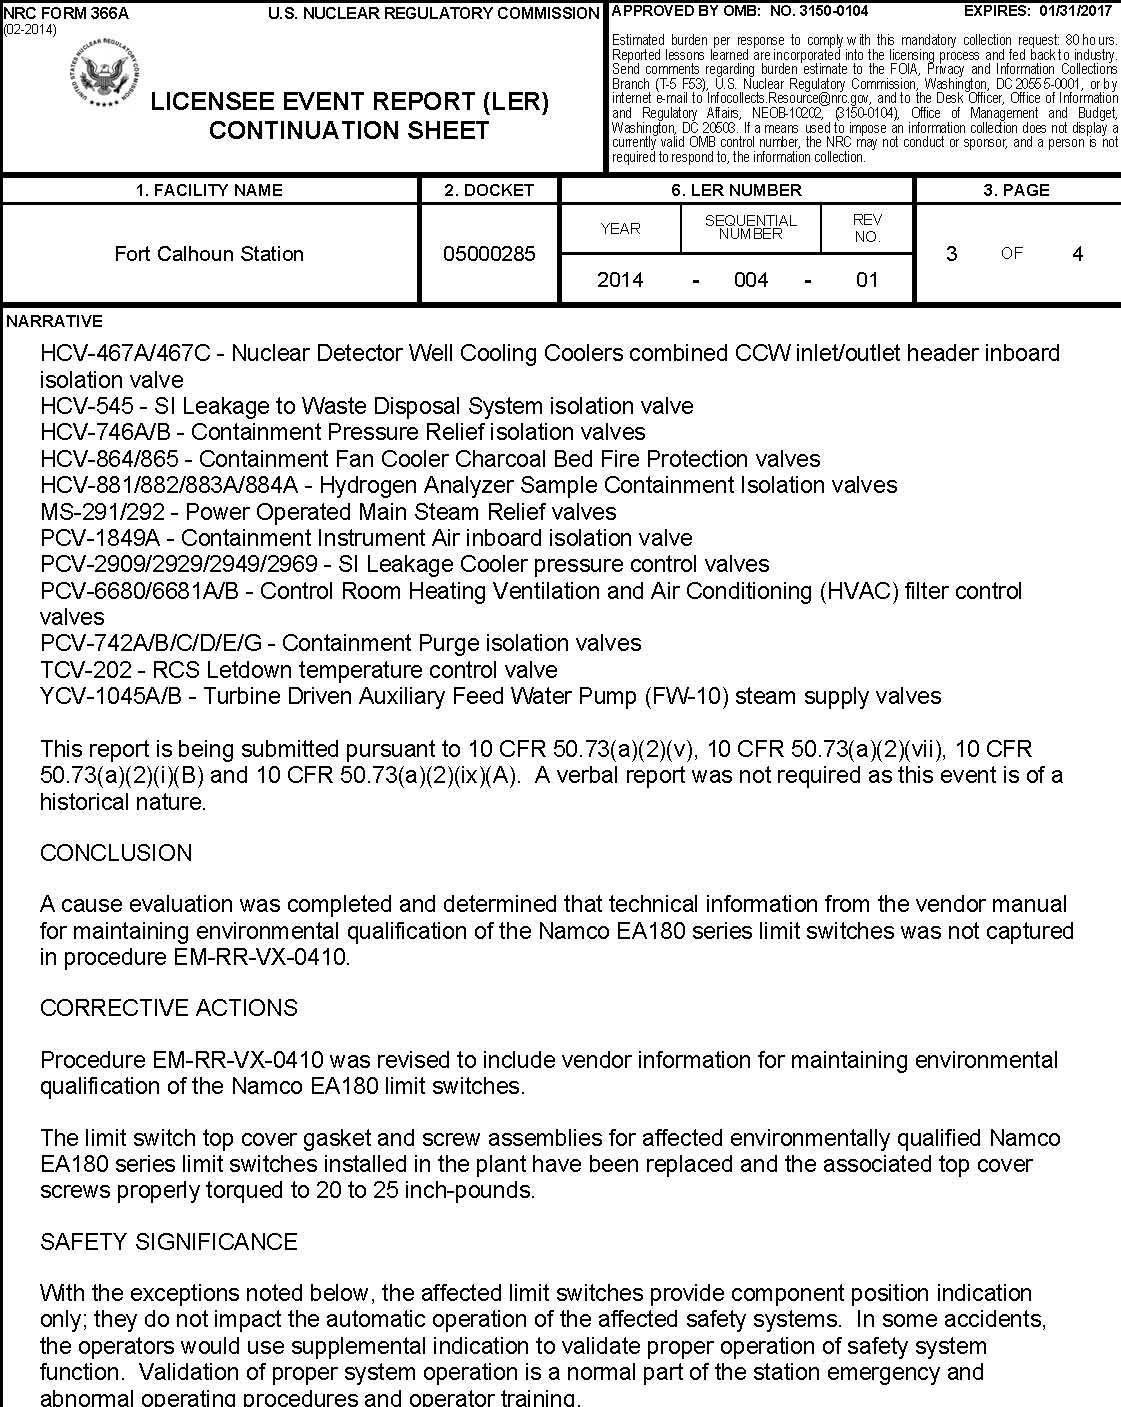 NRC FORM 366A
(02-2014)
U.S. NUCLEAR REGULATORY COMMISSION
LICENSEE EVENT REPORT (LER)
CONTINUATION SHEET
APPROVED BY OMB: NO. 3150-0104 EXPIRES: 01/31/2017
Estimated burden per response to comply with this mandatory collection request: 80 hours.
Reported lessons learned are incorporated into the licensing process and fed back to industry.
Send comments regarding burden estimate to the FOIA, Privacy and Information Collections
Branch (T-5 F53), U.S. Nuclear Regulatory Commission, Washington, DC 20555-0001, or by
internet e-mail to Infocollects.Resource@nrc.gov, and to the Desk Officer, Office of Information
and Regulatory Affairs, NEOB-10202, (3150-0104), Office of Management and Budget,
Washington, DC 20503. If a means used to impose an information collection does not display a
currently valid OMB control number, the NRC may not conduct or sponsor, and a person is not
required to respond to, the information collection.
1. FACILITY NAME
2. DOCKET
6. LER NUMBER
3. PAGE
Fort Calhoun Station
05000285
YEAR
SEQUENTIAL
NUMBER
REV
NO.
2014 - 004 - 01
3 OF 4
NARRATIVE
HCV-467A/467C - Nuclear Detector Well Cooling Coolers combined CCW inlet/outlet header inboard
isolation valve
HCV-545 - SI Leakage to Waste Disposal System isolation valve
HCV-746A/B - Containment Pressure Relief isolation valves
HCV-864/865 - Containment Fan Cooler Charcoal Bed Fire Protection valves
HCV-881/882/883A/884A - Hydrogen Analyzer Sample Containment Isolation valves
MS-291/292 - Power Operated Main Steam Relief valves
PCV-1849A - Containment Instrument Air inboard isolation valve
PCV-2909/2929/2949/2969 - SI Leakage Cooler pressure control valves
PCV-6680/6681A/B - Control Room Heating Ventilation and Air Conditioning (HVAC) filter control
valves
PCV-742A/B/C/D/E/G - Containment Purge isolation valves
TCV-202 - RCS Letdown temperature control valve
YCV-1045A/B - Turbine Driven Auxiliary Feed Water Pump (FW-10) steam supply valves
This report is being submitted pursuant to 10 CFR 50.73(a)(2)(v), 10 CFR 50.73(a)(2)(vii), 10 CFR
50.73(a)(2)(i)(B) and 10 CFR 50.73(a)(2)(ix)(A). A verbal report was not required as this event is of a
historical nature.
CONCLUSION
A cause evaluation was completed and determined that technical information from the vendor manual
for maintaining environmental qualification of the Namco EA180 series limit switches was not captured
in procedure EM-RR-VX-0410.
CORRECTIVE ACTIONS
Procedure EM-RR-VX-0410 was revised to include vendor information for maintaining environmental
qualification of the Namco EA180 limit switches.
The limit switch top cover gasket and screw assemblies for affected environmentally qualified Namco
EA180 series limit switches installed in the plant have been replaced and the associated top cover
screws properly torqued to 20 to 25 inch-pounds.
SAFETY SIGNIFICANCE
With the exceptions noted below, the affected limit switches provide component position indication
only; they do not impact the automatic operation of the affected safety systems. In some accidents,
the operators would use supplemental indication to validate proper operation of safety system
function. Validation of proper system operation is a normal part of the station emergency and
abnormal operating procedures and operator training.